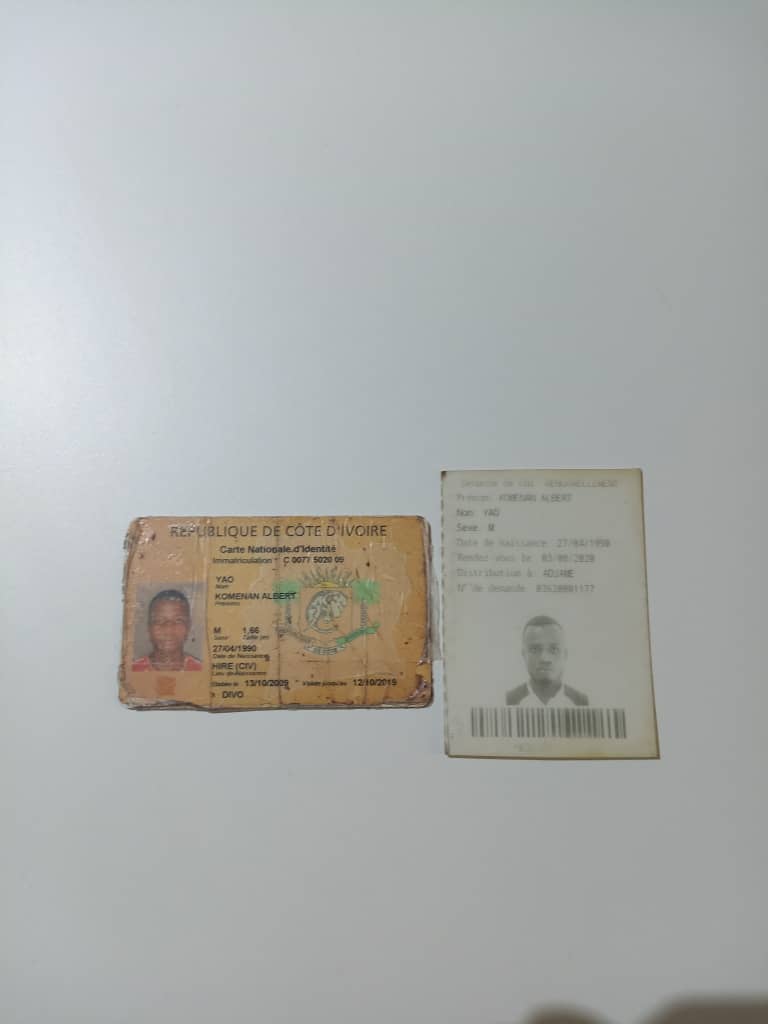 REPUBLIQUE DE CÔTE D'IVOIRE
Carte Nationale d'Identité
Immatriculation : C 0077 5020 09
YAO
Nom
KOMENAN ALBERT
Prénoms
M 1,66
Sexe Taille (m)
27/04/1990
Date de Naissance
HIRE (CIV)
Lieu de Naissance
Etablie le 13/10/2009 Valide jusqu'au 12/10/2019
DIVO
Demande de CNI RENOUVELLEMENT
Prénom KOMENAN ALBERT
Nom YAO
Sexe M
Date de naissance 27/04/1990
Rendez-vous le 03/08/2020
Distribution à ADJAME
N° de demande